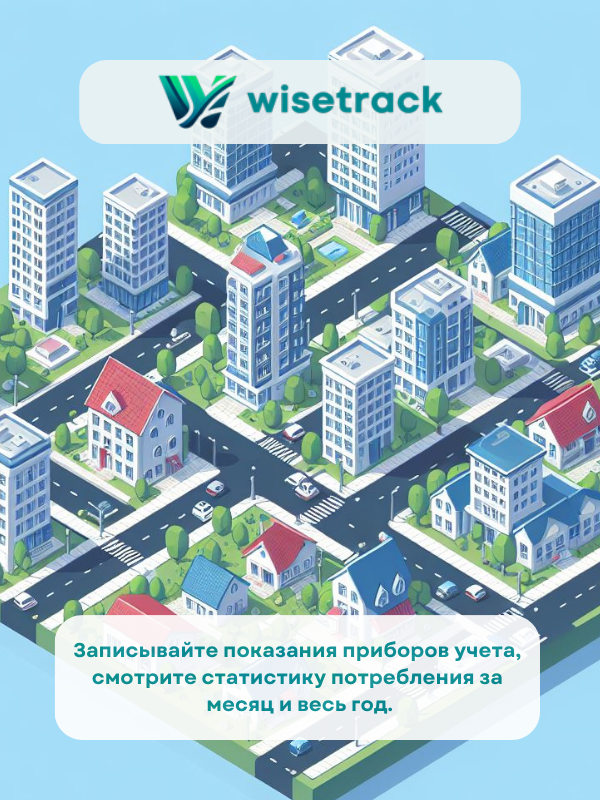 wisetrack
Записывайте показания приборов учета,
смотрите статистику потребления за
месяц и весь год.